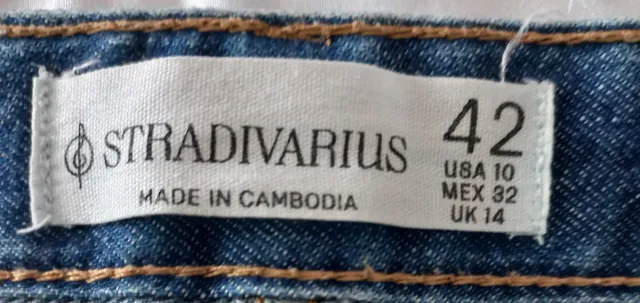 STRADIVARIUS
MADE IN CAMBODIA
42
USA 10
MEX 32
UK 14